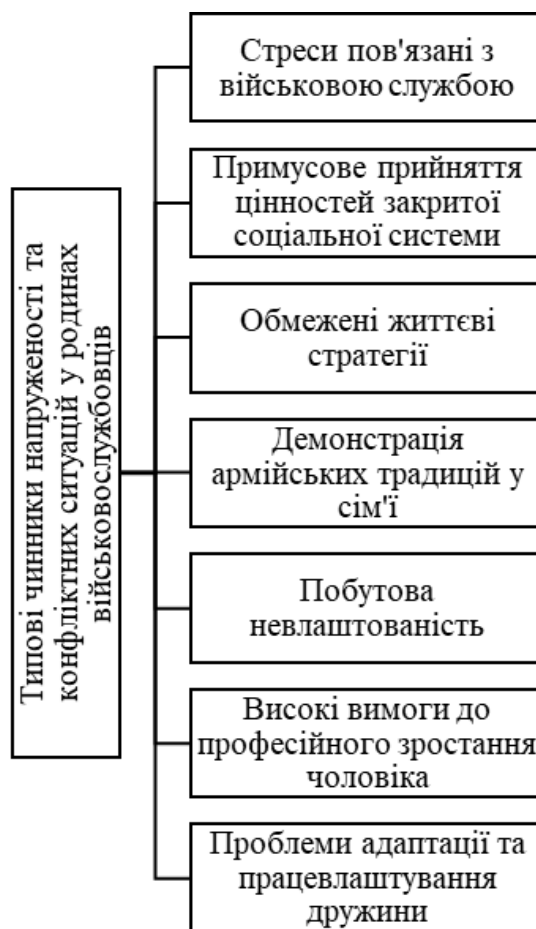 Типові чинники напруженості та
конфліктних ситуацій у родинах
військовослужбовців
Стреси пов'язані з
військовою службою
Примусове прийняття
цінностей закритої
соціальної системи
Обмежені життєві
стратегії
Демонстрація
армійських традицій у
сім'ї
Побутова
невлаштованість
Високі вимоги до
професійного зростання
чоловіка
Проблеми адаптації та
працевлаштування
дружини